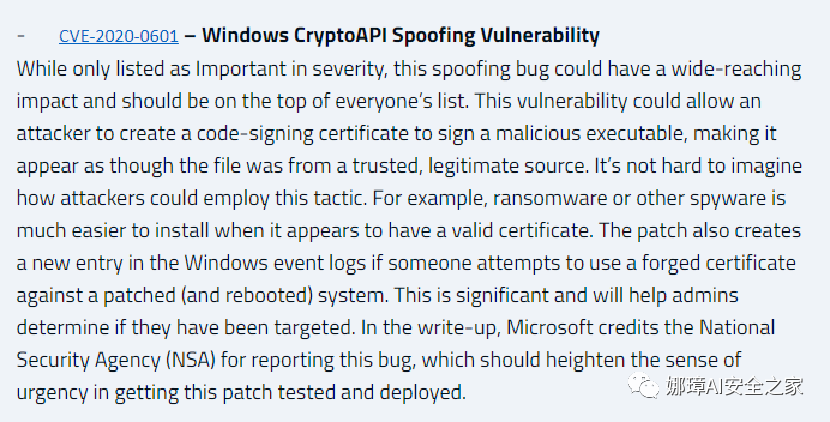 - CVE-2020-0601 – Windows CryptoAPI Spoofing Vulnerability
While only listed as Important in severity, this spoofing bug could have a wide-reaching
impact and should be on the top of everyone's list. This vulnerability could allow an
attacker to create a code-signing certificate to sign a malicious executable, making it
appear as though the file was from a trusted, legitimate source. It's not hard to imagine
how attackers could employ this tactic. For example, ransomware or other spyware is
much easier to install when it appears to have a valid certificate. The patch also creates
a new entry in the Windows event logs if someone attempts to use a forged certificate
against a patched (and rebooted) system. This is significant and will help admins
determine if they have been targeted. In the write-up, Microsoft credits the National
Security Agency (NSA) for reporting this bug, which should heighten the sense of
urgency in getting this patch tested and deployed.
娜璋AI安全之家